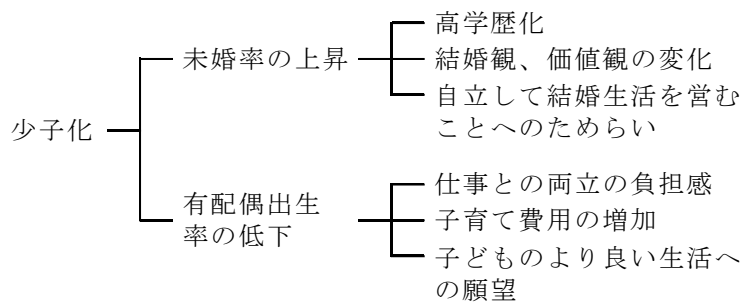 少子化
未婚率の上昇
高学歴化
結婚観、価値観の変化
自立して結婚生活を営む
ことへのためらい
有配偶出生
率の低下
仕事との両立の負担感
子育て費用の増加
子どものより良い生活へ
の願望